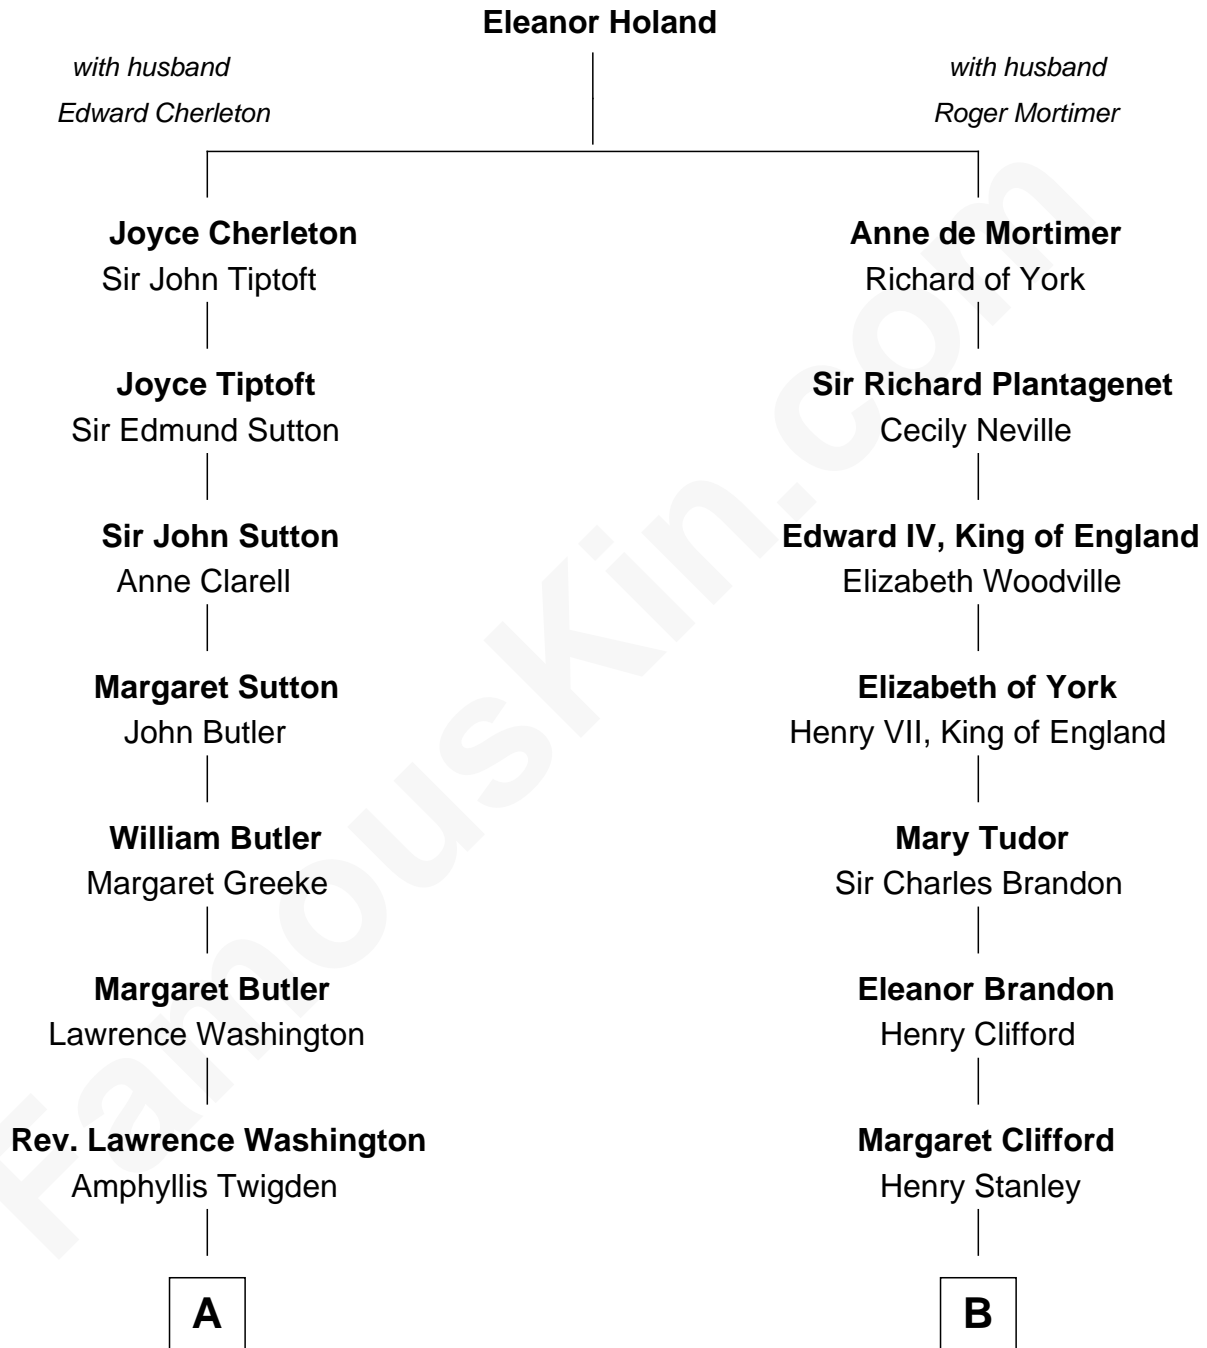 Eleanor Holand
with husband
Edward Cherleton
with husband
Roger Mortimer
Joyce Cherleton
Sir John Tiptoft
Anne de Mortimer
Richard of York
Joyce Tiptoft
Sir Edmund Sutton
Sir Richard Plantagenet
Cecily Neville
Sir John Sutton
Anne Clarell
Edward IV, King of England
Elizabeth Woodville
Margaret Sutton
John Butler
Elizabeth of York
Henry VII, King of England
William Butler
Margaret Greeke
Mary Tudor
Sir Charles Brandon
Margaret Butler
Lawrence Washington
Eleanor Brandon
Henry Clifford
Rev. Lawrence Washington
Amphyllis Twigden
Margaret Clifford
Henry Stanley
A
B
FamousKin.com